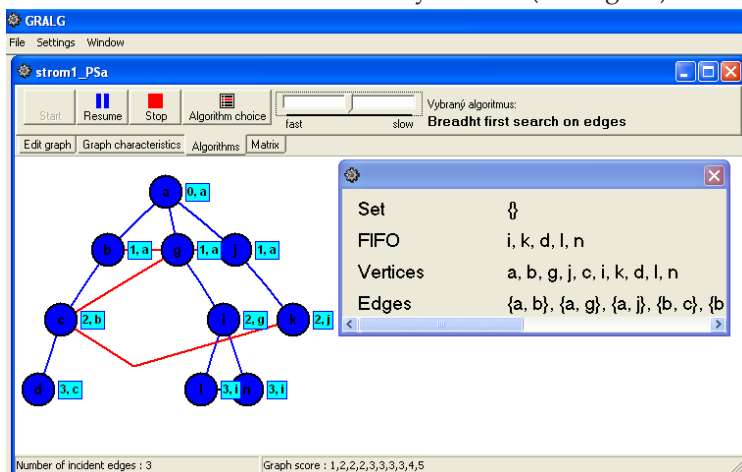 GRALG
File Settings Window
strom1_PSa
Start Resume Stop Algorithm choice fast slow Vybraný algoritmus:
Breadht first search on edges
Edit graph Graph characteristics Algorithms Matrix
a 0, a
b 1, a g 1, a j 1, a
c 2, b i 2, g k 2, j
d 3, c l 3, i n 3, i
Set {}
FIFO i, k, d, l, n
Vertices a, b, g, j, c, i, k, d, l, n
Edges {a, b}, {a, g}, {a, j}, {b, c}, {b
Number of incident edges : 3 Graph score : 1,2,2,2,3,3,3,3,4,5